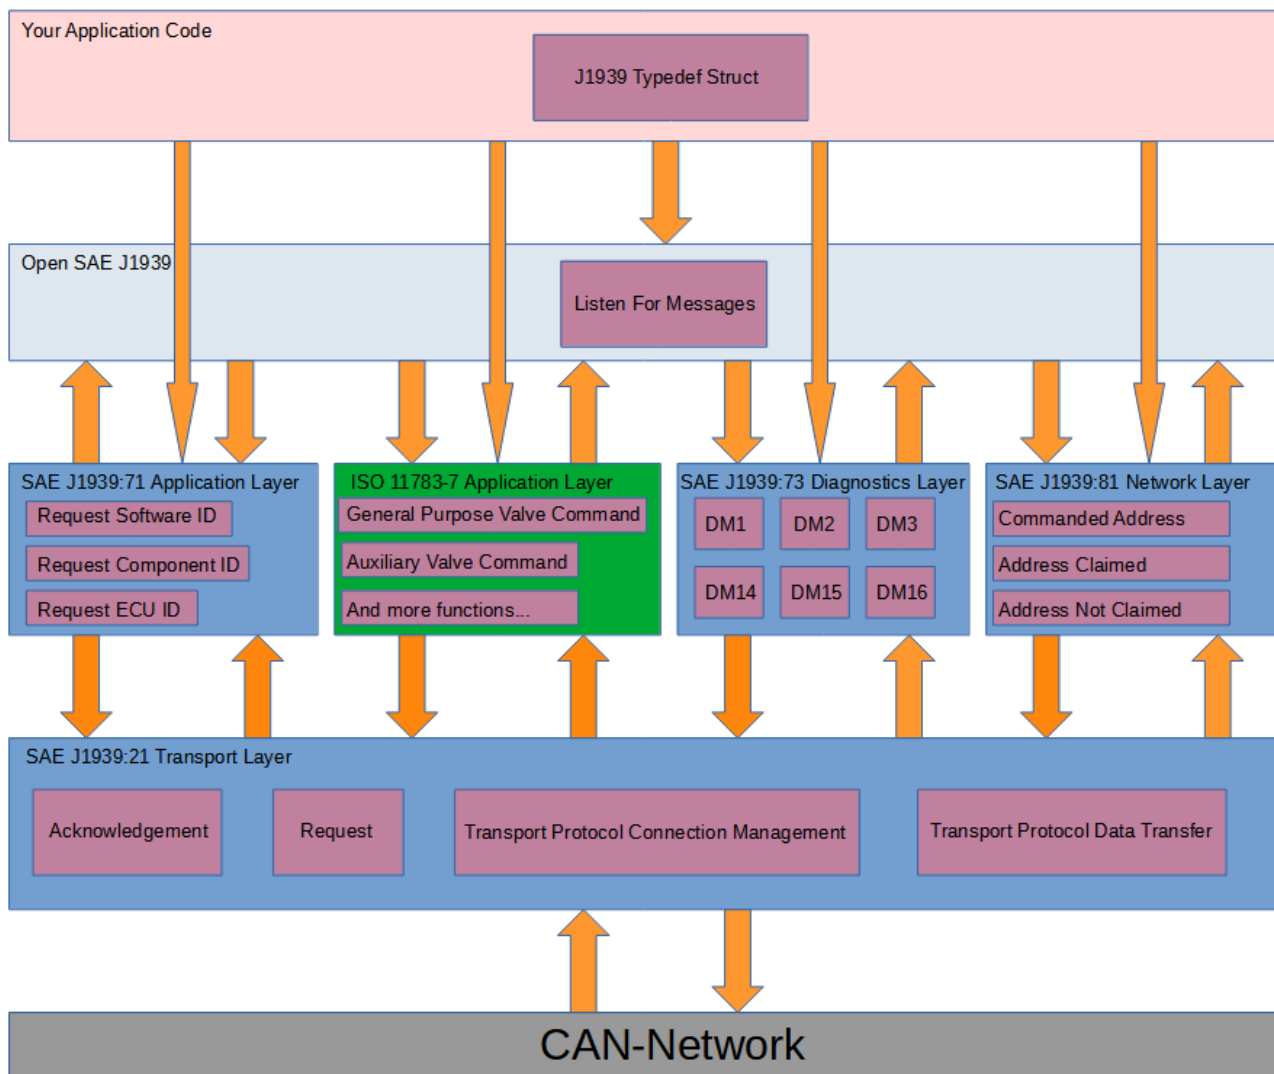 Your Application Code
J1939 Typedef Struct
Open SAE J1939
Listen For Messages
SAE J1939:71 Application Layer
Request Software ID
Request Component ID
Request ECU ID
ISO 11783-7 Application Layer
General Purpose Valve Command
Auxiliary Valve Command
And more functions...
SAE J1939:73 Diagnostics Layer
DM1
DM2
DM3
DM14
DM15
DM16
SAE J1939:81 Network Layer
Commanded Address
Address Claimed
Address Not Claimed
SAE J1939:21 Transport Layer
Acknowledgement
Request
Transport Protocol Connection Management
Transport Protocol Data Transfer
CAN-Network